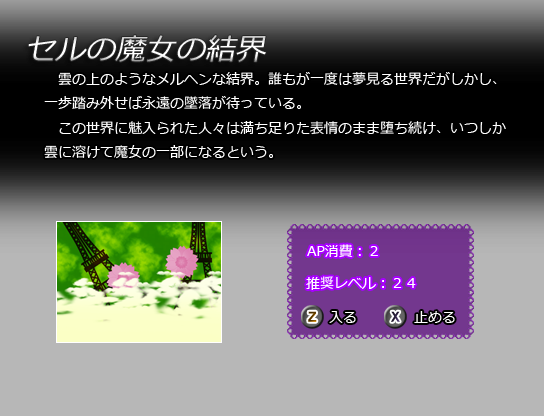 セルの魔女の結界
雲の上のようなメルヘンな結界。誰もが一度は夢見る世界だがしかし、
一歩踏み外せば永遠の墜落が待っている。
この世界に魅入られた人々は満ち足りた表情のまま堕ち続け、いつしか
雲に溶けて魔女の一部になるという。
AP消費：２
推奨レベル：２４
Z 入る X 止める